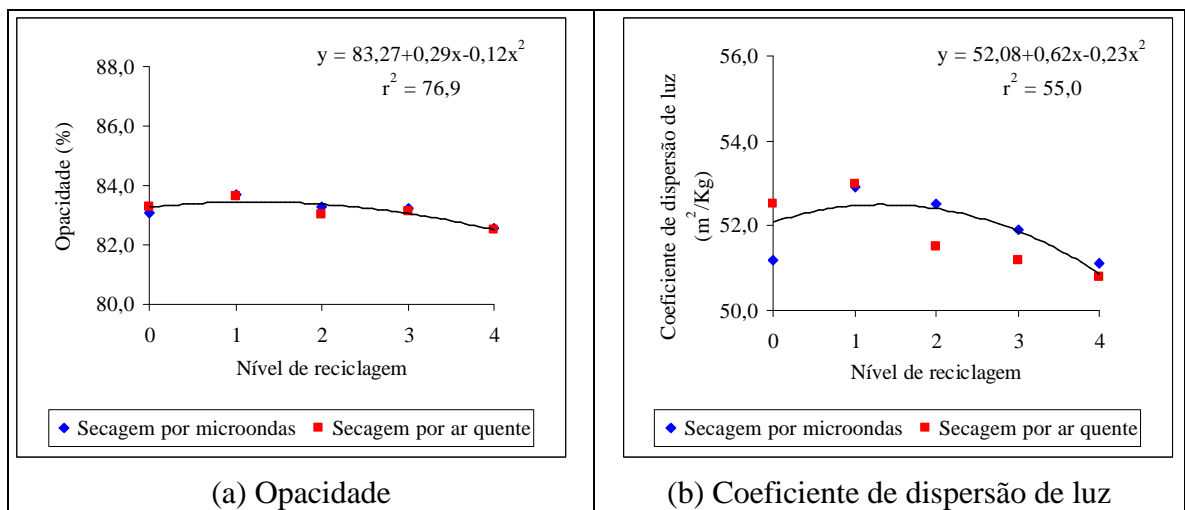 y = 83,27+0,29x-0,12x²
r² = 76,9
Opacidade (%)
88,0
86,0
84,0
82,0
80,0
0 1 2 3 4
Nível de reciclagem
Secagem por microondas Secagem por ar quente
(a) Opacidade
y = 52,08+0,62x-0,23x²
r² = 55,0
Coeficiente de dispersão de luz
(m²/Kg)
56,0
54,0
52,0
50,0
0 1 2 3 4
Nível de reciclagem
Secagem por microondas Secagem por ar quente
(b) Coeficiente de dispersão de luz